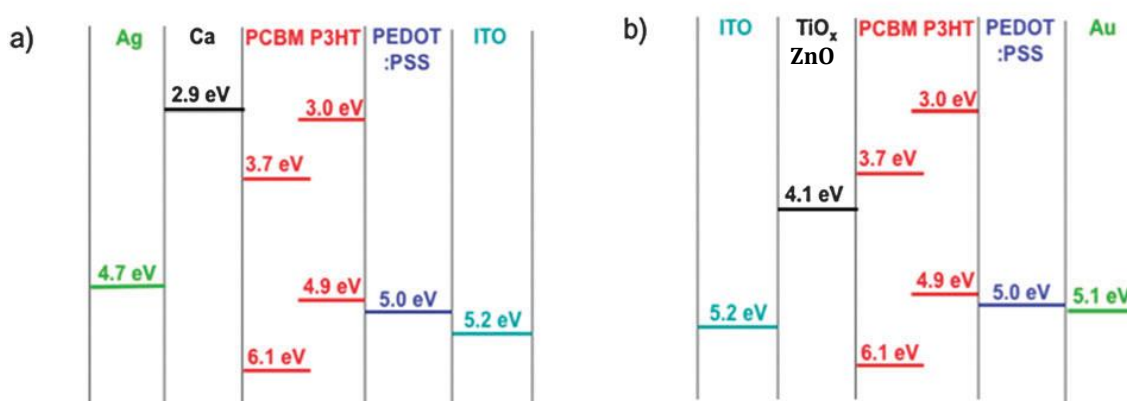 a)
Ag Ca PCBM P3HT PEDOT ITO
:PSS
2.9 eV
3.0 eV
3.7 eV
4.7 eV
4.9 eV
5.0 eV
5.2 eV
6.1 eV
b)
ITO TiOx PCBM P3HT PEDOT Au
ZnO :PSS
3.0 eV
3.7 eV
4.1 eV
4.9 eV
5.0 eV
5.1 eV
5.2 eV
6.1 eV